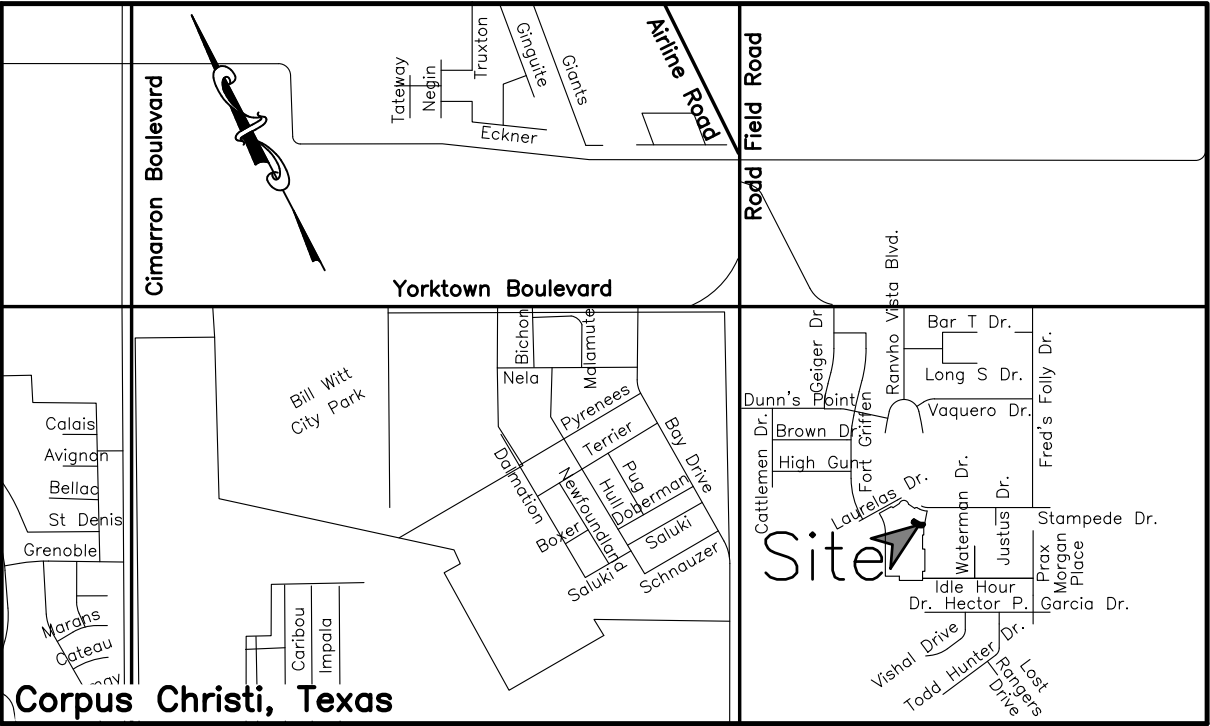 Cimarron Boulevard
Tateway
Negin
Truxton
Ginguite
Giants
Eckner
Airline Road
Rodd Field Road
Yorktown Boulevard
Bill Witt
City Park
Bichon
Malamute
Nela
Pyrenees
Terrier
Bay Drive
Dalmation
Newfoundland
Hull
Pug
Doberman
Boxer
Saluki
Saluki
Schnauzer
Geiger Dr
Ranvho Vista Blvd.
Bar T Dr.
Long S Dr.
Fred's Folly Dr.
Dunn's Point
Vaquero Dr.
Cattlemen Dr.
Brown Dr.
High Gun
Fort Griffen
Laurelas Dr.
Waterman Dr.
Justus Dr.
Stampede Dr.
Site
Prax
Morgan
Place
Idle Hour
Dr. Hector P. Garcia Dr.
Vishal Drive
Todd Hunter Dr.
Lost
Rangers
Drive
Calais
Avignon
Bellac
St Denis
Grenoble
Marans
Cateau
Caribou
Impala
Corpus Christi, Texas